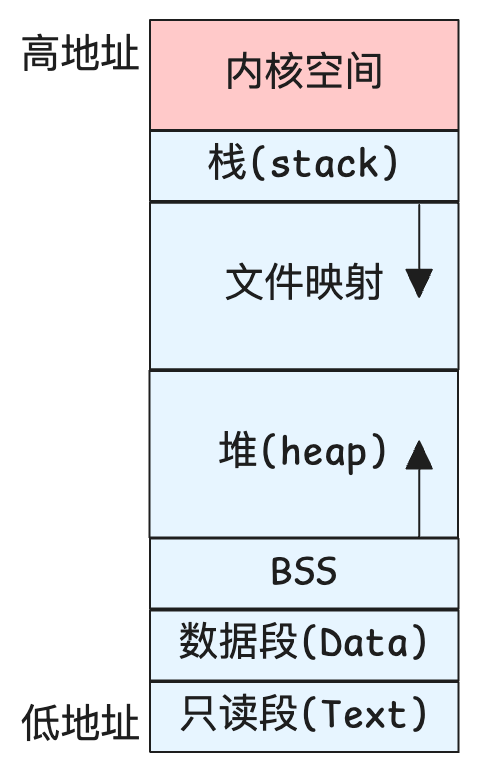 高地址
内核空间
栈(stack)
文件映射
堆(heap)
BSS
数据段(Data)
只读段(Text)
低地址